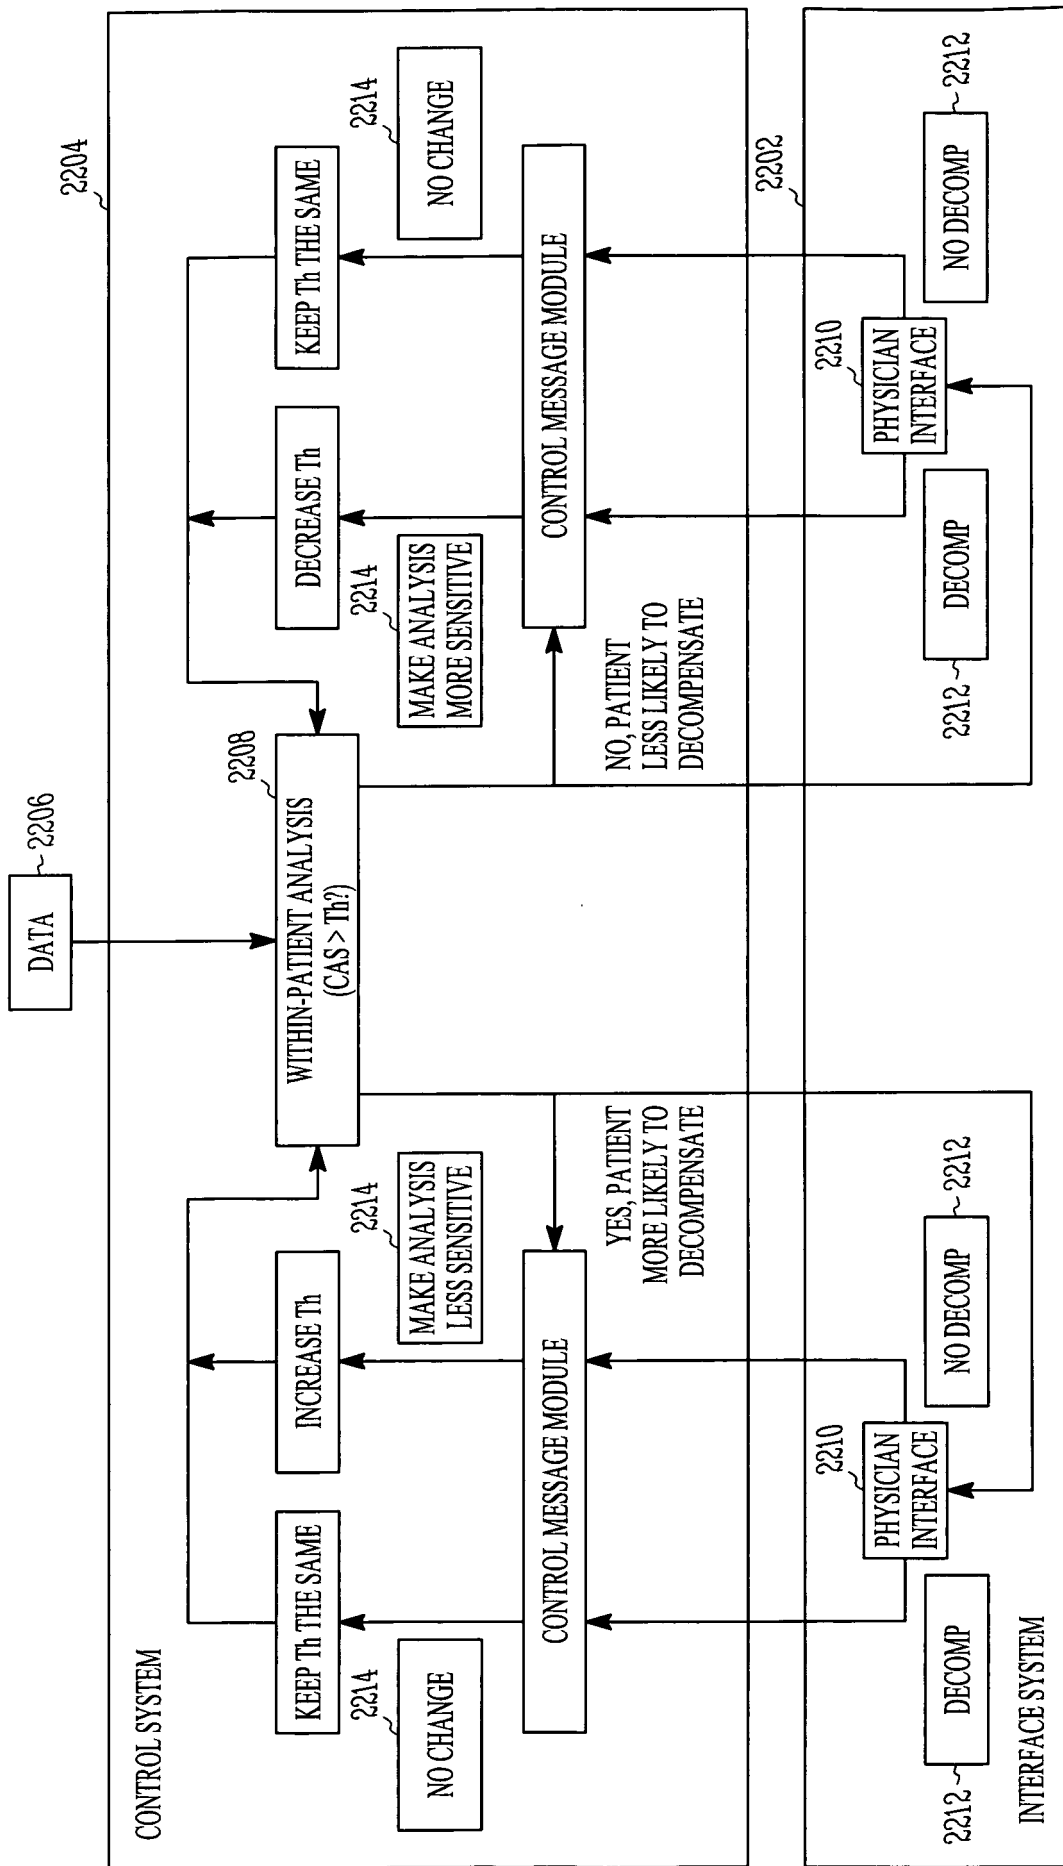 DATA
2206
2204
CONTROL SYSTEM
WITHIN-PATIENT ANALYSIS
(CAS > Th?)
2208
KEEP Th THE SAME
INCREASE Th
DECREASE Th
KEEP Th THE SAME
NO CHANGE
2214
MAKE ANALYSIS
LESS SENSITIVE
2214
MAKE ANALYSIS
MORE SENSITIVE
2214
NO CHANGE
2214
CONTROL MESSAGE MODULE
CONTROL MESSAGE MODULE
YES, PATIENT
MORE LIKELY TO
DECOMPENSATE
NO, PATIENT
LESS LIKELY TO
DECOMPENSATE
2202
PHYSICIAN
INTERFACE
2210
PHYSICIAN
INTERFACE
2210
DECOMP
2212
NO DECOMP
2212
DECOMP
2212
NO DECOMP
2212
INTERFACE SYSTEM